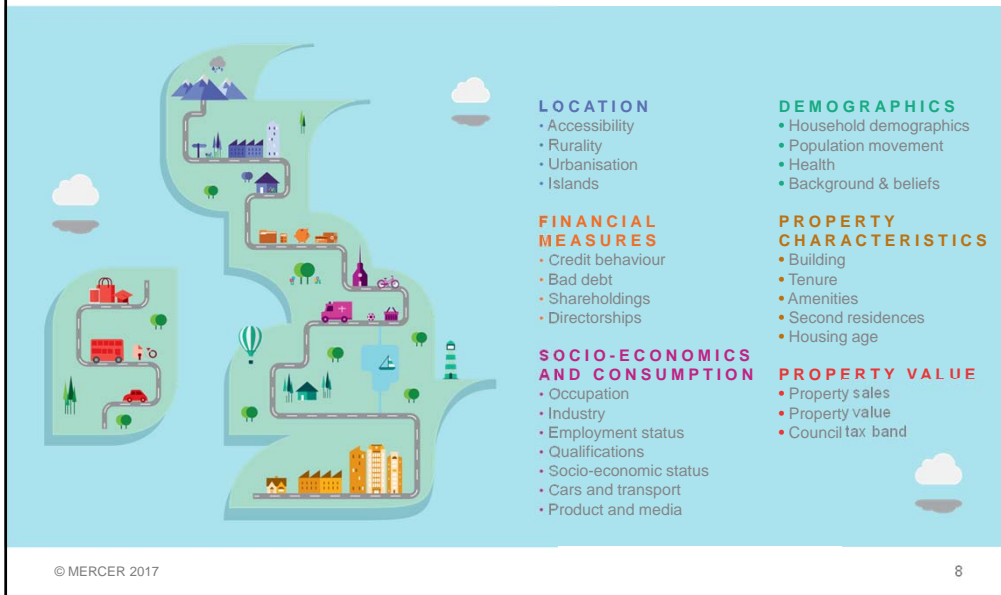 LOCATION
• Accessibility
• Rurality
• Urbanisation
• Islands
FINANCIAL
MEASURES
• Credit behaviour
• Bad debt
• Shareholdings
• Directorships
SOCIO-ECONOMICS
AND CONSUMPTION
• Occupation
• Industry
• Employment status
• Qualifications
• Socio-economic status
• Cars and transport
• Product and media
DEMOGRAPHICS
• Household demographics
• Population movement
• Health
• Background & beliefs
PROPERTY
CHARACTERISTICS
• Building
• Tenure
• Amenities
• Second residences
• Housing age
PROPERTY VALUE
• Property sales
• Property value
• Council tax band
© MERCER 2017
8